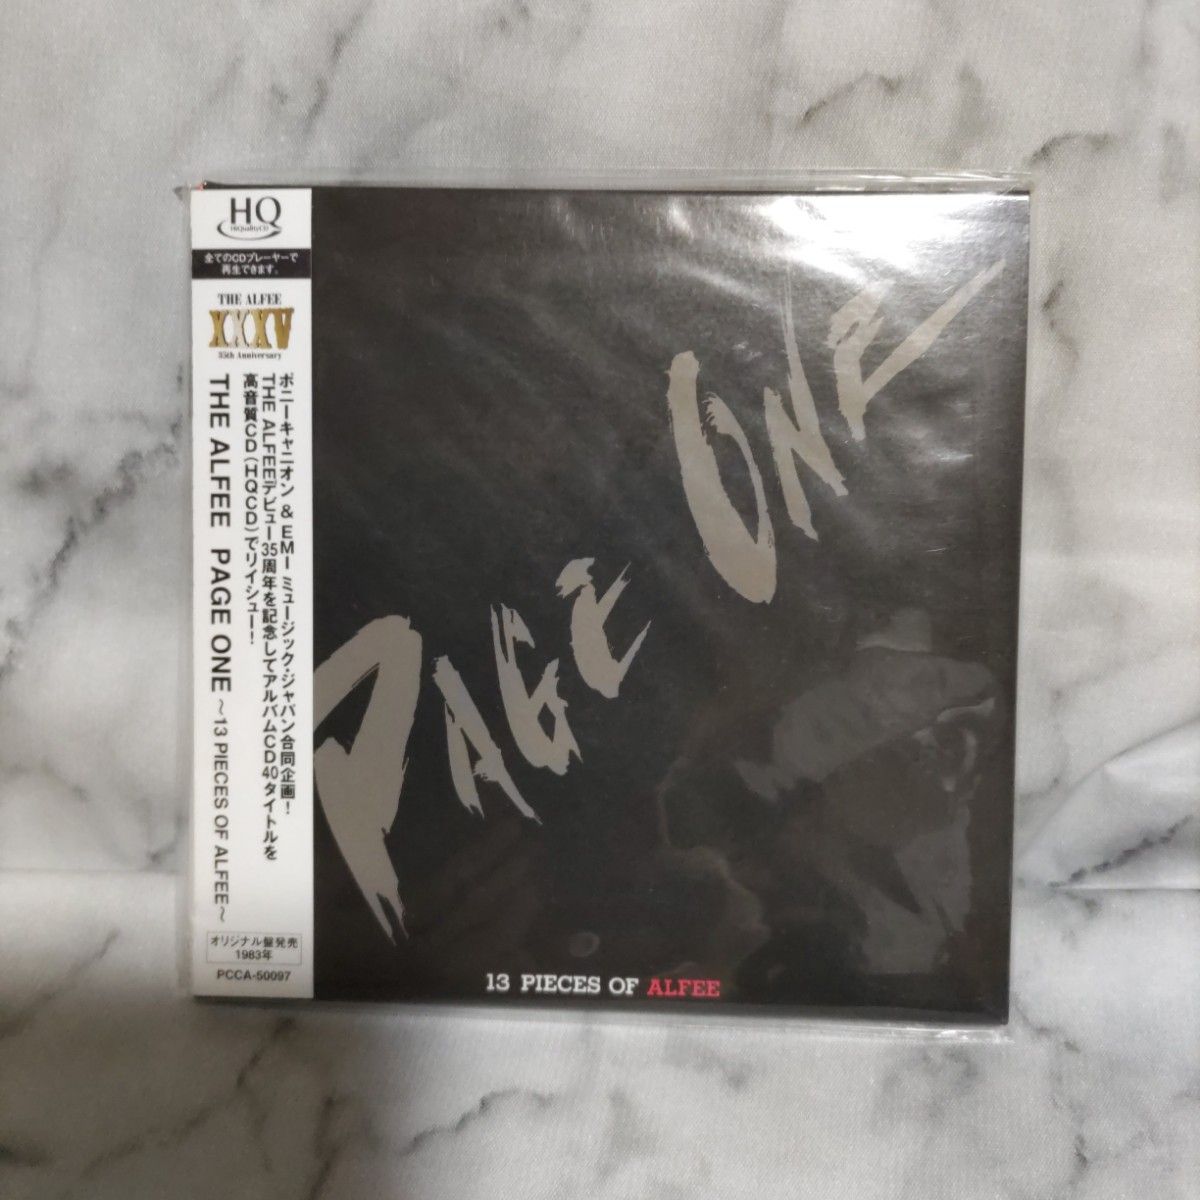 HQ
HiQualityCD
全てのCDプレーヤーで
再生できます。
THE ALFEE
XXXV
35th Anniversary
ポニーキャニオン & EMI ミュージック・ジャパン合同企画!
THE ALFEEデビュー35周年を記念してアルバムCD40タイトルを
高音質CD(HQCD)でリイシュー!
THE ALFEE PAGE ONE ~13 PIECES OF ALFEE~
オリジナル盤発売
1983年
PCCA-50097
PAGE ONE
13 PIECES OF ALFEE